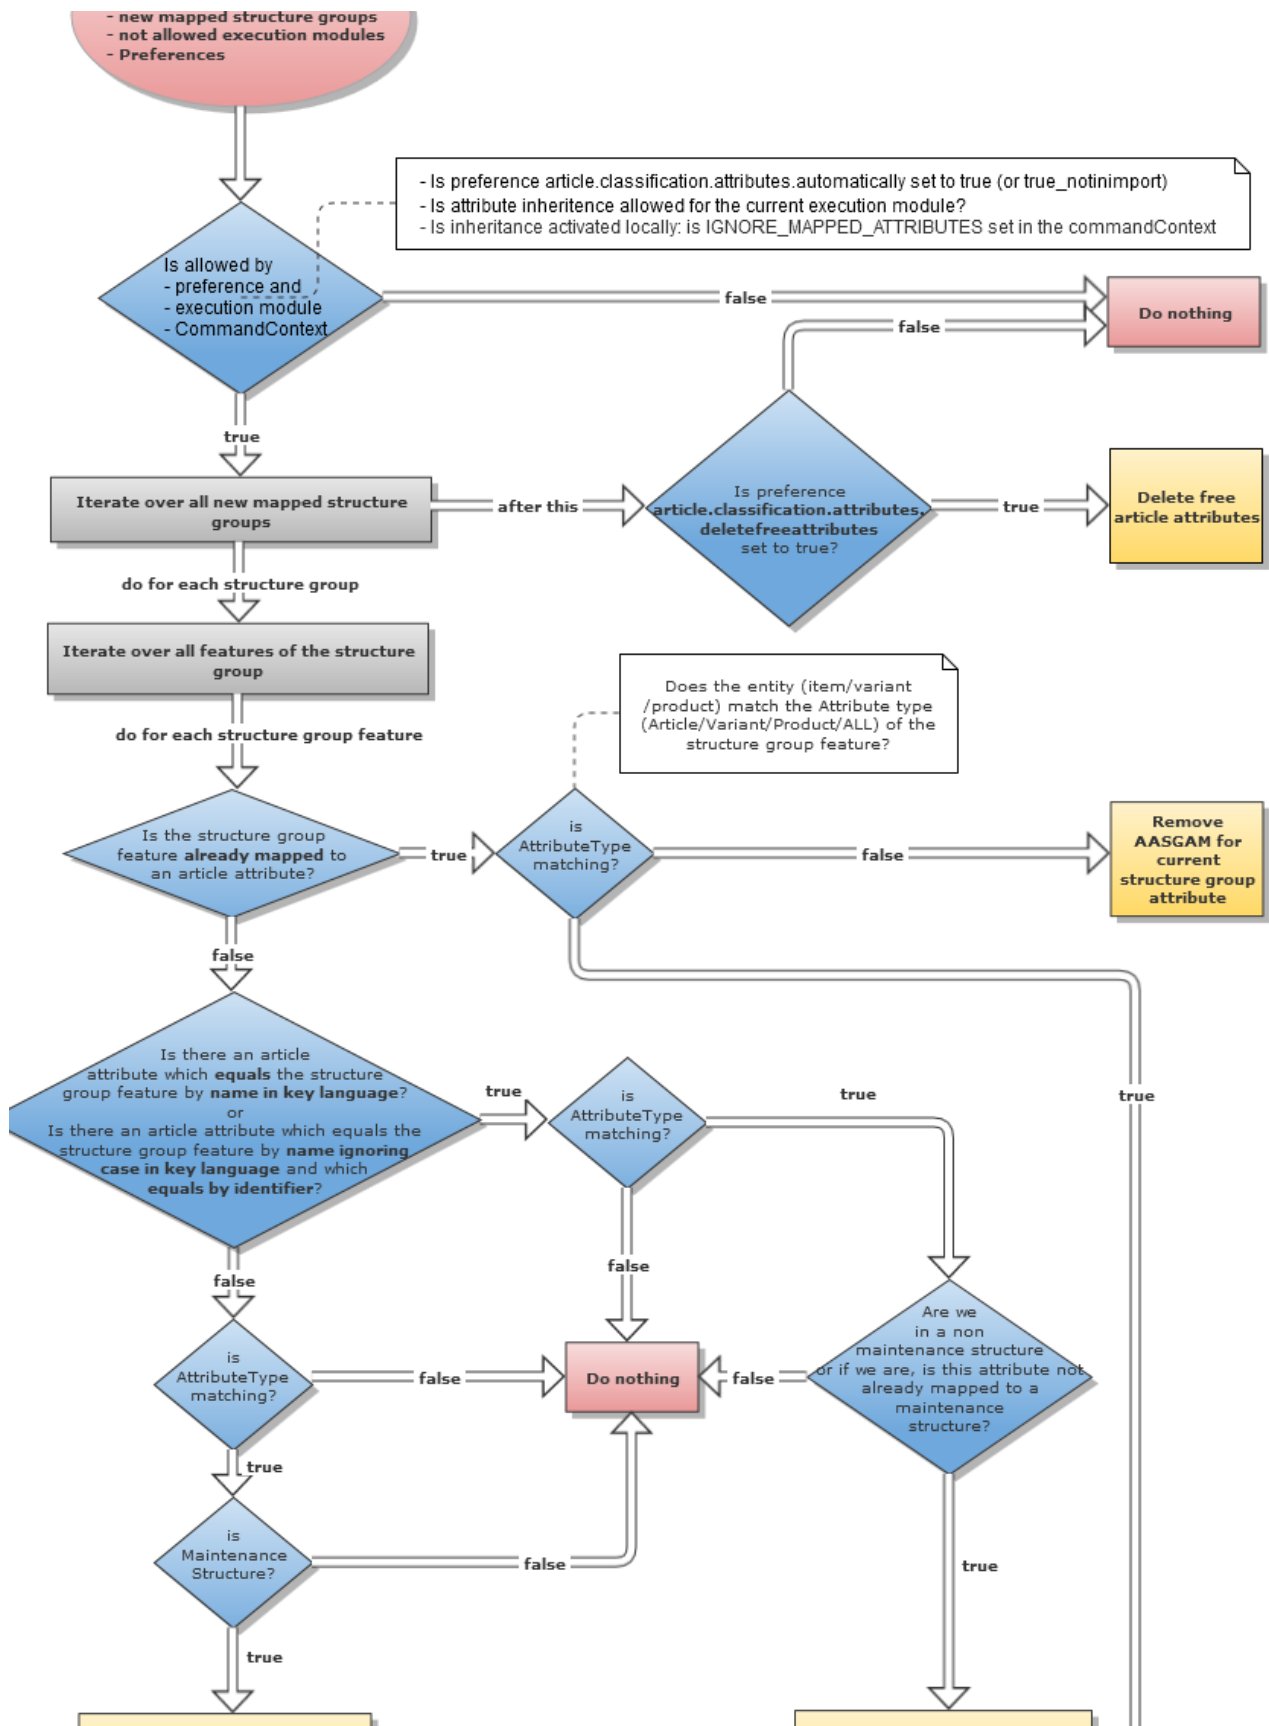 - new mapped structure groups
- not allowed execution modules
- Preferences
- Is preference article.classification.attributes.automatically set to true (or true_notinimport)
- Is attribute inheritence allowed for the current execution module?
- Is inheritance activated locally: is IGNORE_MAPPED_ATTRIBUTES set in the commandContext
Is allowed by
- preference and
- execution module
- CommandContext
false
Do nothing
false
true
Iterate over all new mapped structure
groups
after this
Is preference
article.classification.attributes.
deletefreeattributes
set to true?
true
Delete free
article attributes
do for each structure group
Iterate over all features of the structure
group
do for each structure group feature
Does the entity (item/variant
/product) match the Attribute type
(Article/Variant/Product/ALL) of the
structure group feature?
Is the structure group
feature already mapped to
an article attribute?
true
is
AttributeType
matching?
false
Remove
AASGAM for
current
structure group
attribute
false
Is there an article
attribute which equals the structure
group feature by name in key language?
or
Is there an article attribute which equals the
structure group feature by name ignoring
case in key language and which
equals by identifier?
true
is
AttributeType
matching?
true
true
false
false
is
AttributeType
matching?
false
Do nothing
false
Are we
in a non
maintenance structure
or if we are, is this attribute not
already mapped to a
maintenance
structure?
true
is
Maintenance
Structure?
false
true
true